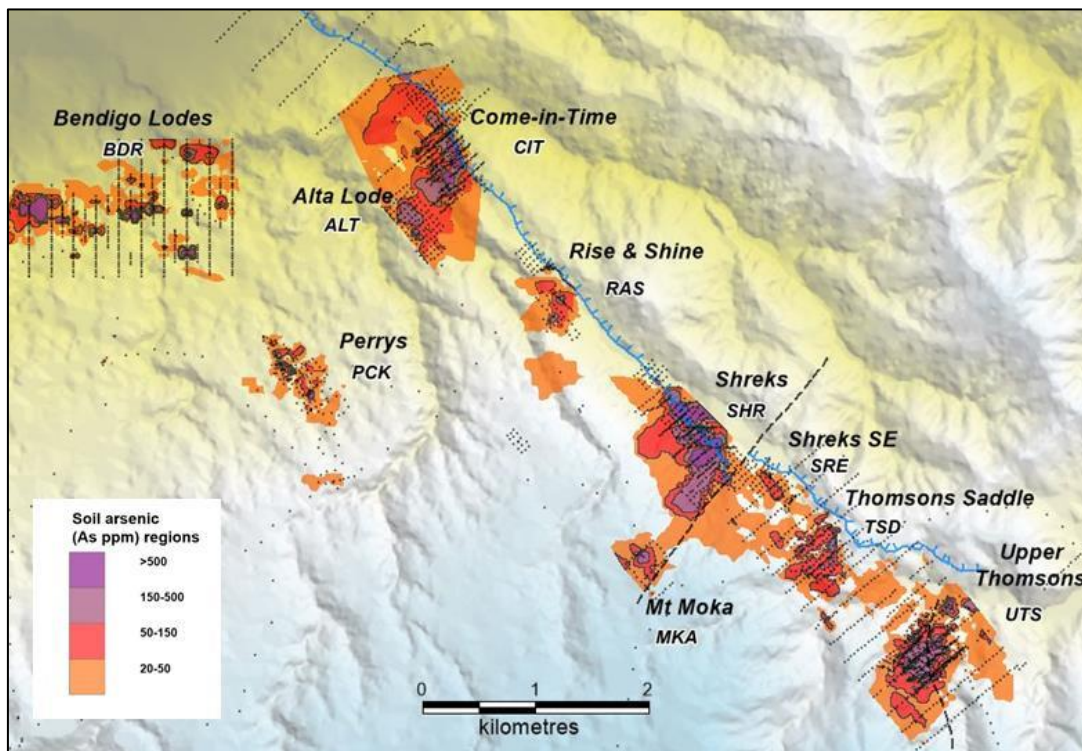 Bendigo Lodes
BDR
Come-in-Time
CIT
Alta Lode
ALT
Rise & Shine
RAS
Perrys
PCK
Shreks
SHR
Shreks SE
SRE
Thomsons Saddle
TSD
Upper
Thomsons
UTS
Mt Moka
MKA
Soil arsenic
(As ppm) regions
>500
150-500
50-150
20-50
0 1 2
kilometres